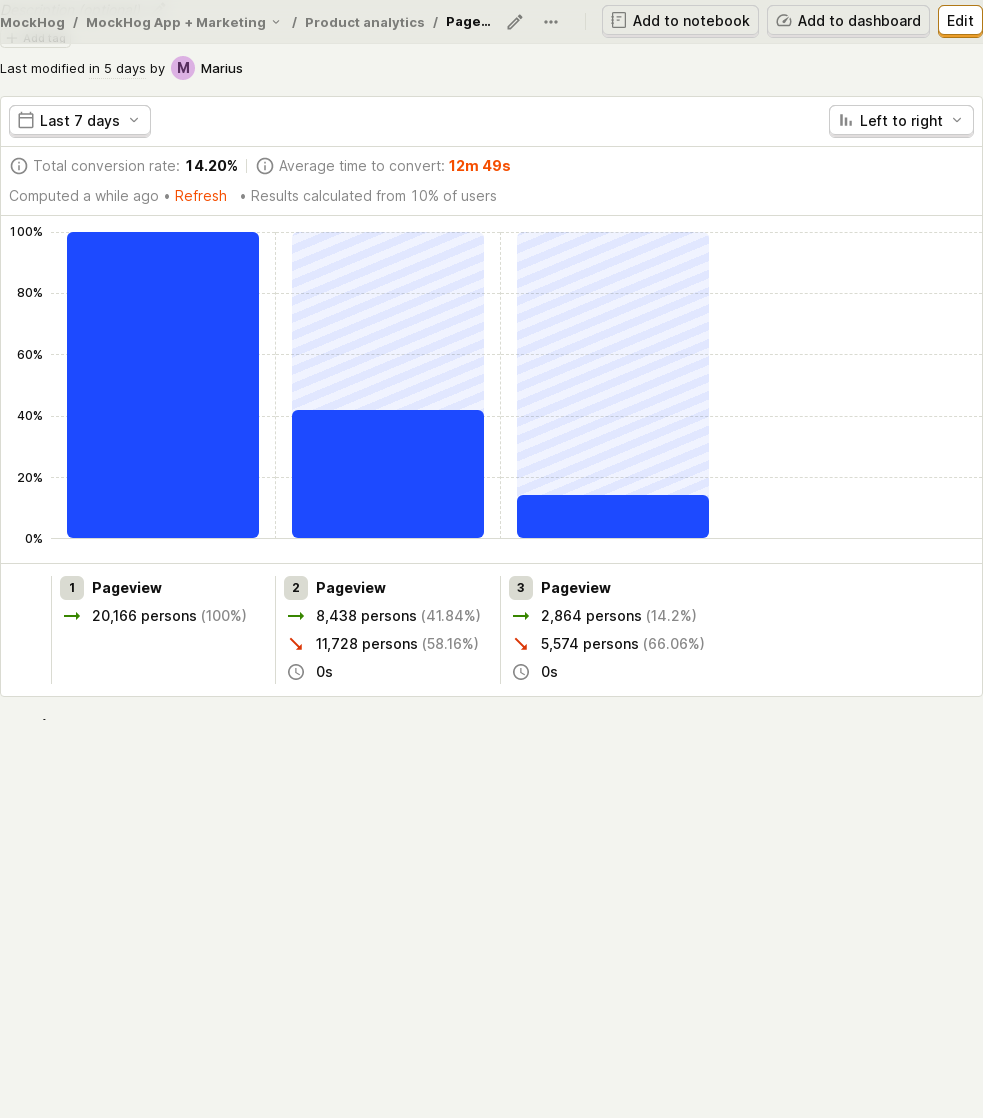 MockHog / MockHog App + Marketing / Product analytics / Page... Add to notebook Add to dashboard Edit
Add tag
Last modified in 5 days by M Marius
Last 7 days Left to right
Total conversion rate: 14.20% Average time to convert: 12m 49s
Computed a while ago • Refresh • Results calculated from 10% of users
100%
80%
60%
40%
20%
0%
1 Pageview
20,166 persons (100%)
2 Pageview
8,438 persons (41.84%)
11,728 persons (58.16%)
0s
3 Pageview
2,864 persons (14.2%)
5,574 persons (66.06%)
0s